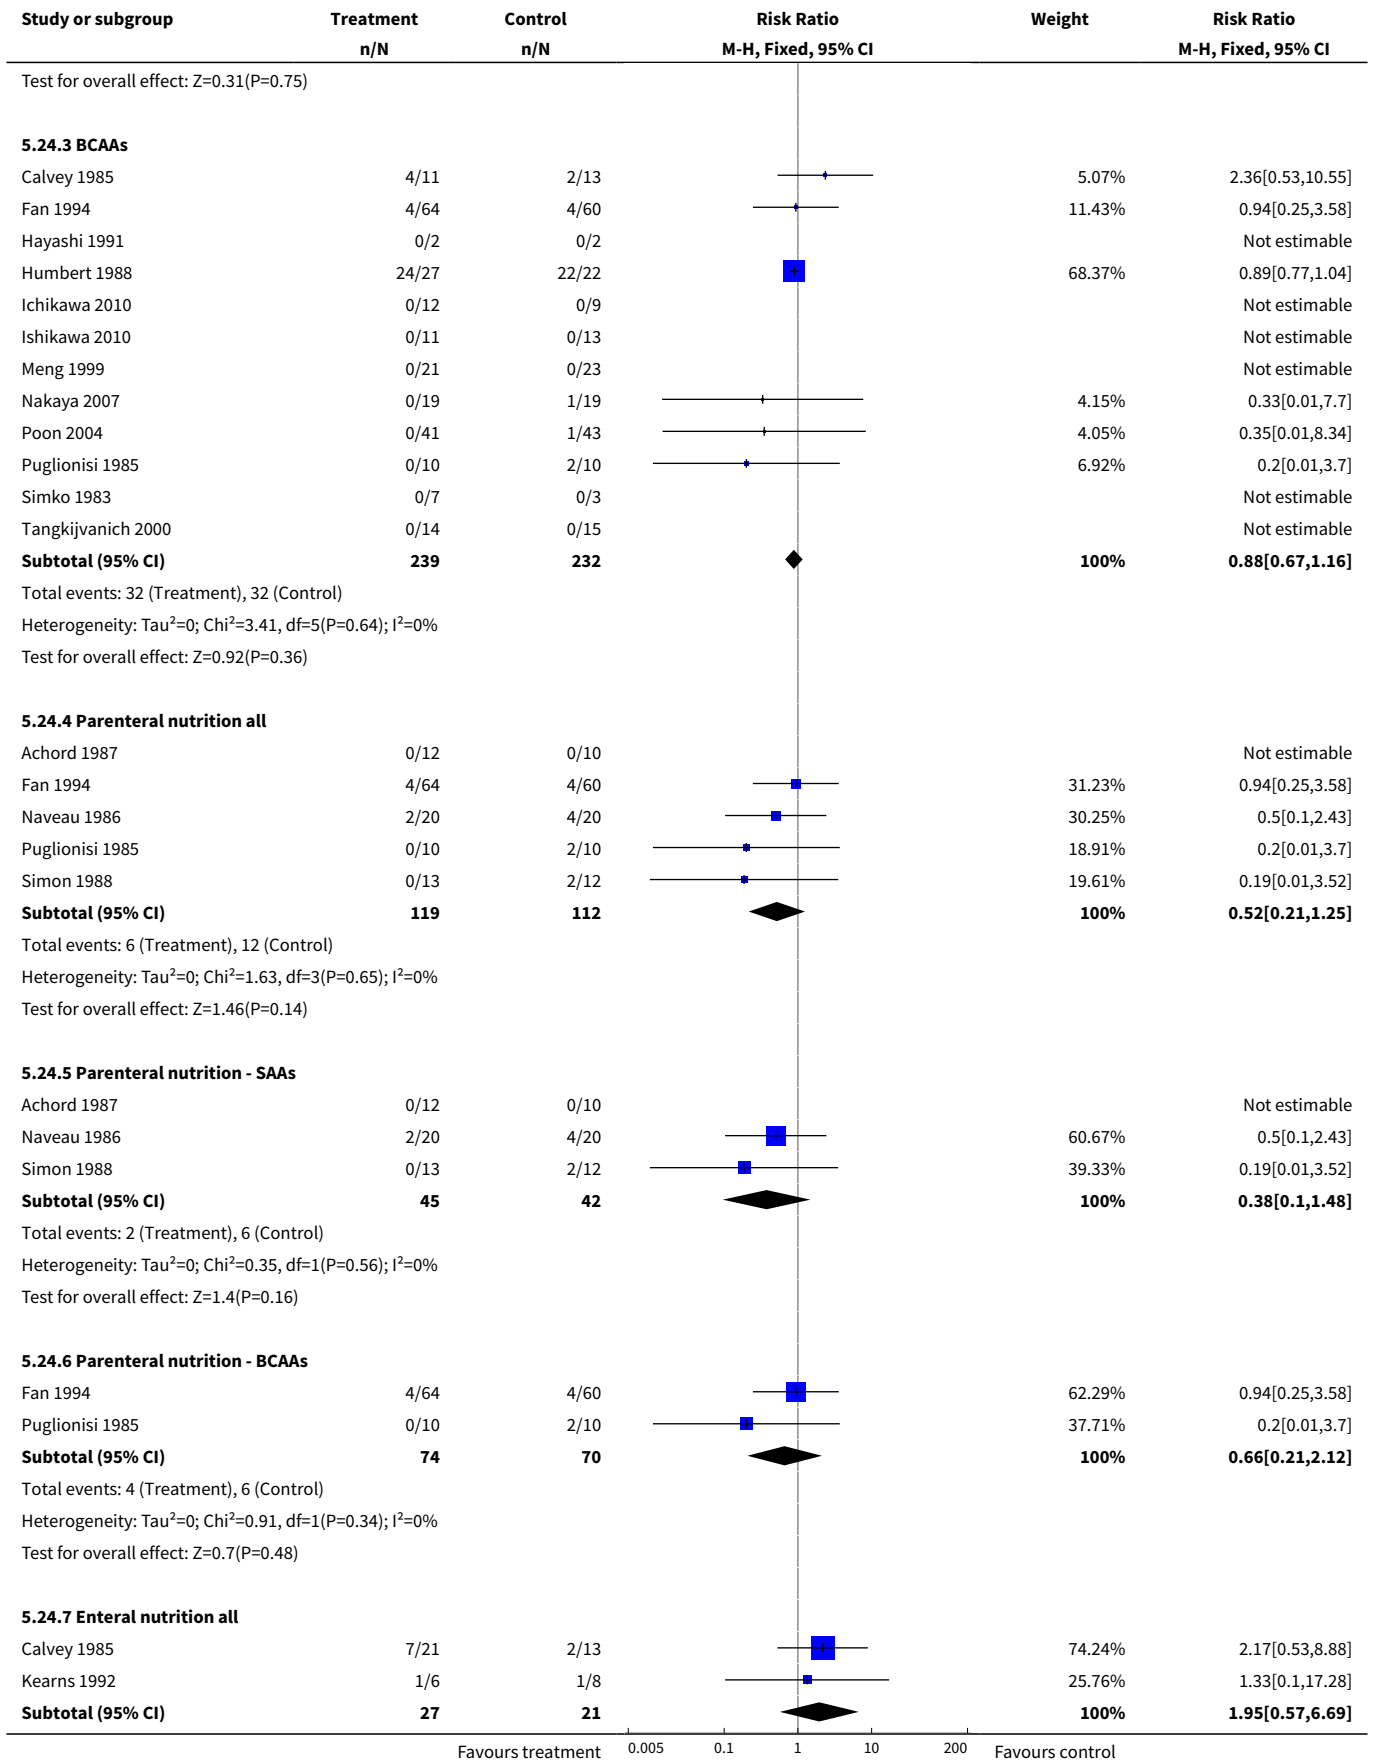 Study or subgroup Treatment Control Risk Ratio Weight Risk Ratio
n/N n/N M-H, Fixed, 95% CI M-H, Fixed, 95% CI
Test for overall effect: Z=0.31(P=0.75)
5.24.3 BCAAs
Calvey 1985 4/11 2/13 5.07% 2.36[0.53,10.55]
Fan 1994 4/64 4/60 11.43% 0.94[0.25,3.58]
Hayashi 1991 0/2 0/2 Not estimable
Humbert 1988 24/27 22/22 68.37% 0.89[0.77,1.04]
Ichikawa 2010 0/12 0/9 Not estimable
Ishikawa 2010 0/11 0/13 Not estimable
Meng 1999 0/21 0/23 Not estimable
Nakaya 2007 0/19 1/19 4.15% 0.33[0.01,7.7]
Poon 2004 0/41 1/43 4.05% 0.35[0.01,8.34]
Puglionisi 1985 0/10 2/10 6.92% 0.2[0.01,3.7]
Simko 1983 0/7 0/3 Not estimable
Tangkijvanich 2000 0/14 0/15 Not estimable
Subtotal (95% CI) 239 232 100% 0.88[0.67,1.16]
Total events: 32 (Treatment), 32 (Control)
Heterogeneity: Tau²=0; Chi²=3.41, df=5(P=0.64); I²=0%
Test for overall effect: Z=0.92(P=0.36)
5.24.4 Parenteral nutrition all
Achord 1987 0/12 0/10 Not estimable
Fan 1994 4/64 4/60 31.23% 0.94[0.25,3.58]
Naveau 1986 2/20 4/20 30.25% 0.5[0.1,2.43]
Puglionisi 1985 0/10 2/10 18.91% 0.2[0.01,3.7]
Simon 1988 0/13 2/12 19.61% 0.19[0.01,3.52]
Subtotal (95% CI) 119 112 100% 0.52[0.21,1.25]
Total events: 6 (Treatment), 12 (Control)
Heterogeneity: Tau²=0; Chi²=1.63, df=3(P=0.65); I²=0%
Test for overall effect: Z=1.46(P=0.14)
5.24.5 Parenteral nutrition - SAAs
Achord 1987 0/12 0/10 Not estimable
Naveau 1986 2/20 4/20 60.67% 0.5[0.1,2.43]
Simon 1988 0/13 2/12 39.33% 0.19[0.01,3.52]
Subtotal (95% CI) 45 42 100% 0.38[0.1,1.48]
Total events: 2 (Treatment), 6 (Control)
Heterogeneity: Tau²=0; Chi²=0.35, df=1(P=0.56); I²=0%
Test for overall effect: Z=1.4(P=0.16)
5.24.6 Parenteral nutrition - BCAAs
Fan 1994 4/64 4/60 62.29% 0.94[0.25,3.58]
Puglionisi 1985 0/10 2/10 37.71% 0.2[0.01,3.7]
Subtotal (95% CI) 74 70 100% 0.66[0.21,2.12]
Total events: 4 (Treatment), 6 (Control)
Heterogeneity: Tau²=0; Chi²=0.91, df=1(P=0.34); I²=0%
Test for overall effect: Z=0.7(P=0.48)
5.24.7 Enteral nutrition all
Calvey 1985 7/21 2/13 74.24% 2.17[0.53,8.88]
Kearns 1992 1/6 1/8 25.76% 1.33[0.1,17.28]
Subtotal (95% CI) 27 21 100% 1.95[0.57,6.69]
Favours treatment 0.005 0.1 1 10 200 Favours control